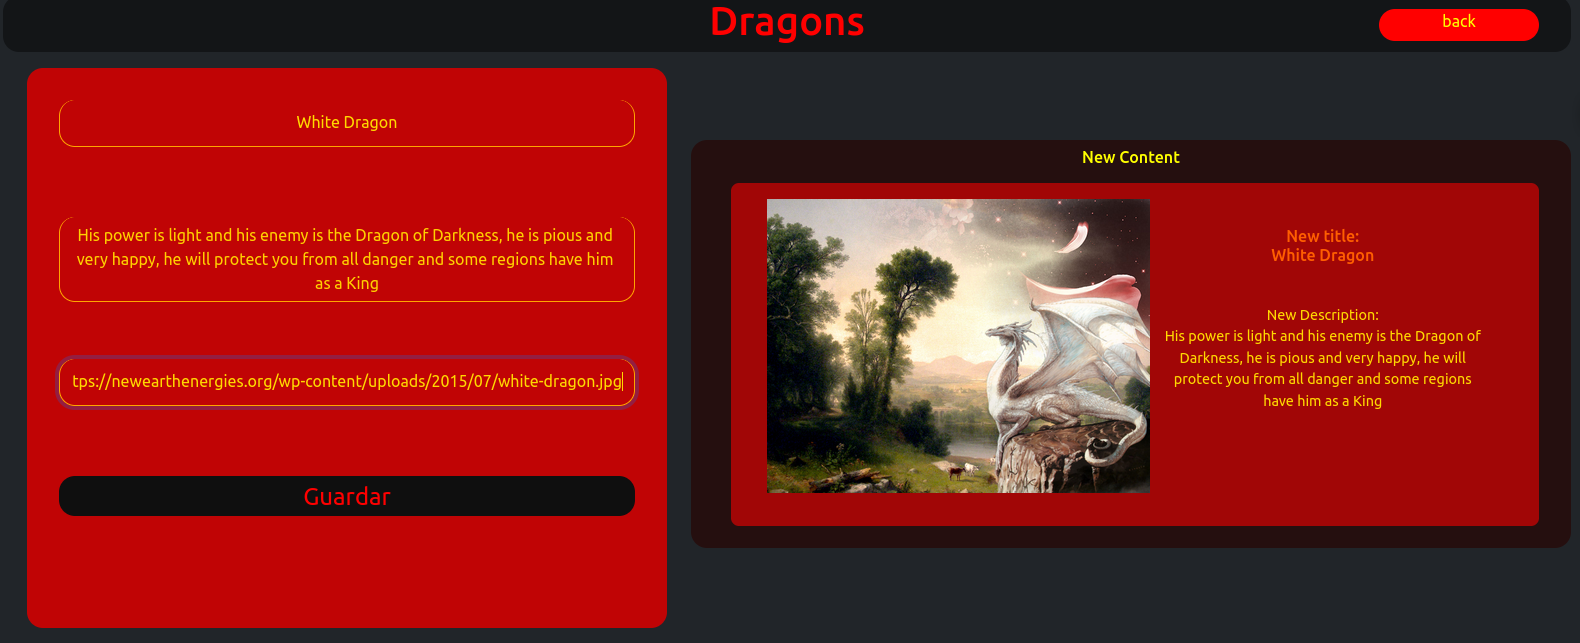 Dragons
back
White Dragon
His power is light and his enemy is the Dragon of Darkness, he is pious and
very happy, he will protect you from all danger and some regions have him
as a King
tps://newearthenergies.org/wp-content/uploads/2015/07/white-dragon.jpg
Guardar
New Content
New title:
White Dragon
New Description:
His power is light and his enemy is the Dragon of
Darkness, he is pious and very happy, he will
protect you from all danger and some regions
have him as a King